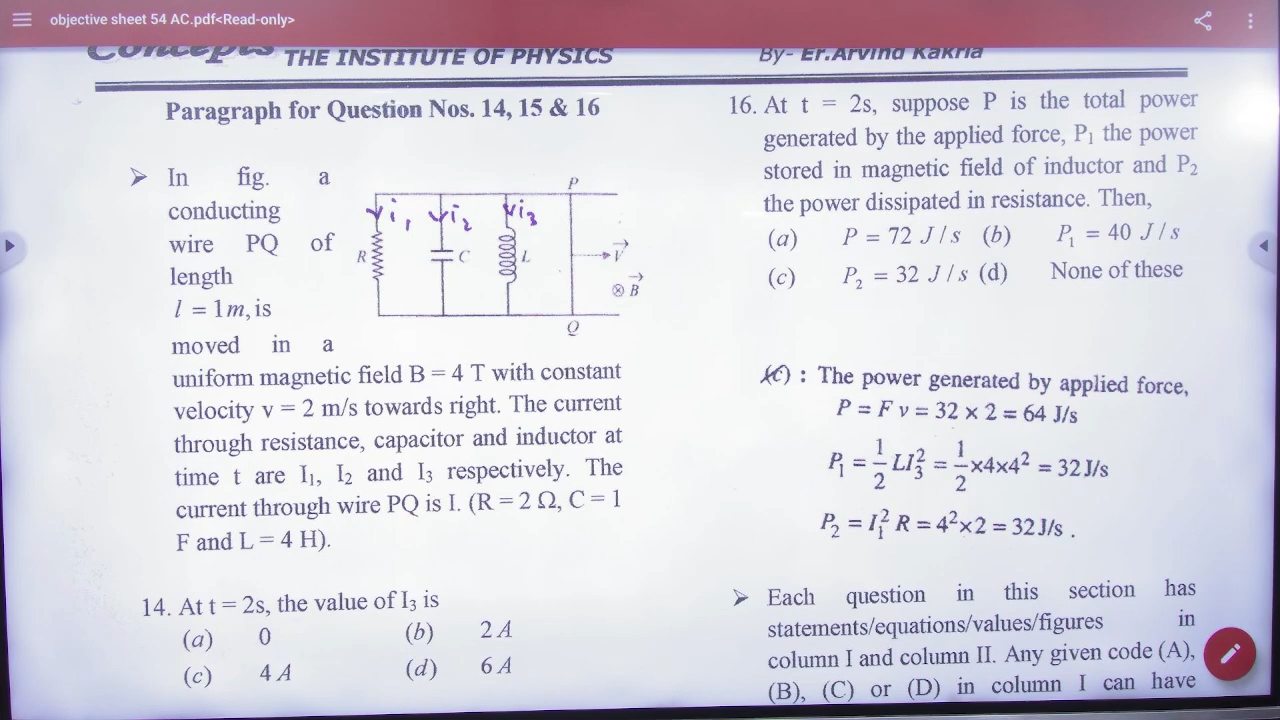 objective sheet 54 AC.pdf<Read-only>
Concepts THE INSTITUTE OF PHYSICS
By- Er.Arvind Kakria
Paragraph for Question Nos. 14, 15 & 16
➢ In fig. a
conducting
wire PQ of
length
l = 1m, is
moved in a
uniform magnetic field B = 4 T with constant
velocity v = 2 m/s towards right. The current
through resistance, capacitor and inductor at
time t are I₁, I₂ and I₃ respectively. The
current through wire PQ is I. (R = 2 Ω, C = 1
F and L = 4 H).
P
i₁ i₂ i₃
R C L V⃗
⊗ B⃗
Q
14. At t = 2s, the value of I₃ is
(a) 0 (b) 2 A
(c) 4 A (d) 6 A
16. At t = 2s, suppose P is the total power
generated by the applied force, P₁ the power
stored in magnetic field of inductor and P₂
the power dissipated in resistance. Then,
(a) P = 72 J/s (b) P₁ = 40 J/s
(c) P₂ = 32 J/s (d) None of these
(c) : The power generated by applied force,
P = F v = 32 × 2 = 64 J/s
P₁ = 1/2 LI₃² = 1/2 x4x4² = 32 J/s
P₂ = I₁² R = 4²×2 = 32 J/s .
➢ Each question in this section has
statements/equations/values/figures in
column I and column II. Any given code (A),
(B), (C) or (D) in column I can have